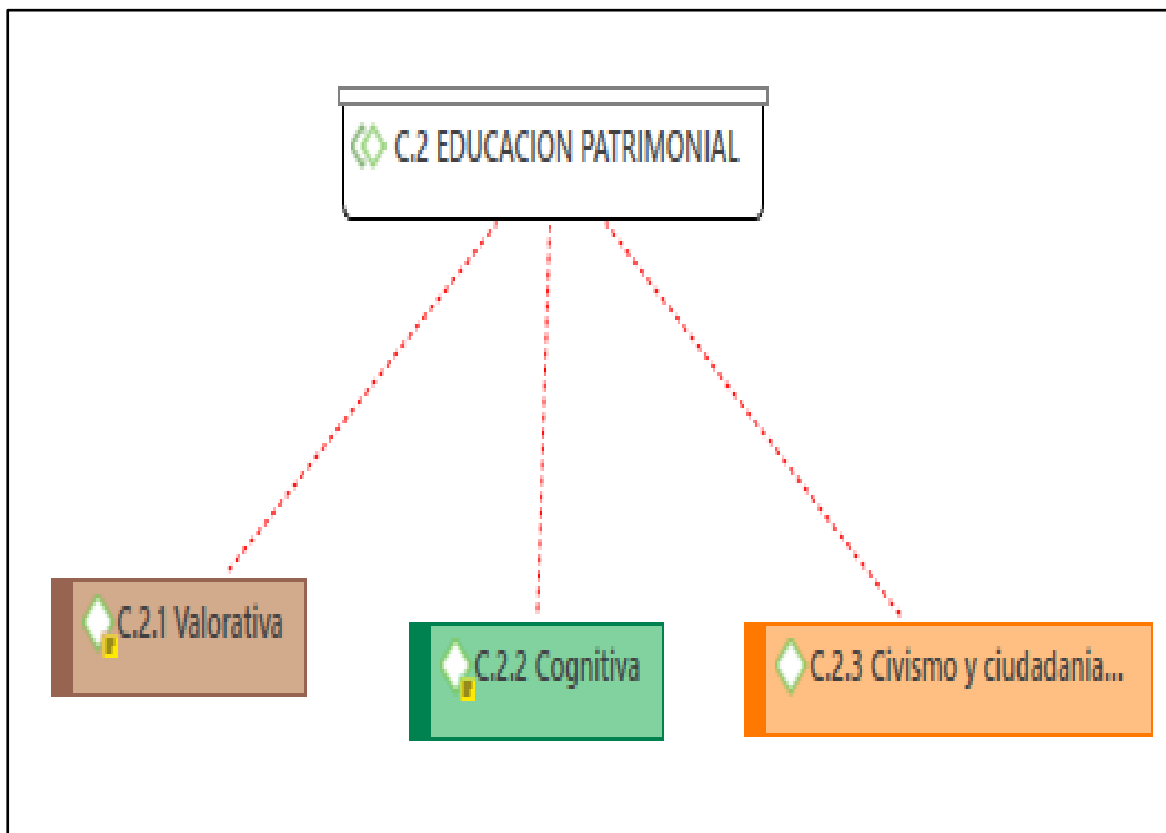 C.2 EDUCACION PATRIMONIAL
C.2.1 Valorativa
C.2.2 Cognitiva
C.2.3 Civismo y ciudadania...